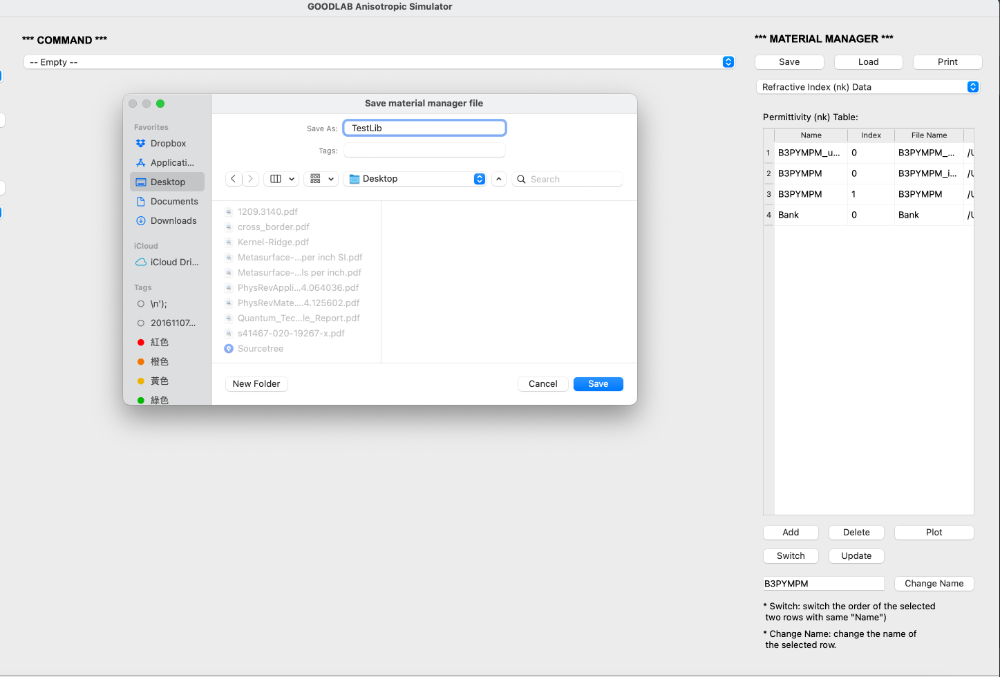 GOODLAB Anisotropic Simulator
*** COMMAND ***
-- Empty --
Save material manager file
Save As: TestLib
Tags:
Desktop
Search
Favorites
Dropbox
Applicati...
Desktop
Documents
Downloads
iCloud
iCloud Dri...
Tags
\n');
20161107...
紅色
橙色
黃色
綠色
1209.3140.pdf
cross_border.pdf
Kernel-Ridge.pdf
Metasurface-...per inch SI.pdf
Metasurface-...ls per inch.pdf
PhysRevAppli...4.064036.pdf
PhysRevMate....4.125602.pdf
Quantum_Tec...le_Report.pdf
s41467-020-19267-x.pdf
Sourcetree
New Folder
Cancel
Save
*** MATERIAL MANAGER ***
Save Load Print
Refractive Index (nk) Data
Permittivity (nk) Table:
Name Index File Name
1 B3PYMPM_u... 0 B3PYMPM_... /U
2 B3PYMPM 0 B3PYMPM_i... /U
3 B3PYMPM 1 B3PYMPM /U
4 Bank 0 Bank /U
Add Delete Plot
Switch Update
B3PYMPM Change Name
* Switch: switch the order of the selected
two rows with same "Name")
* Change Name: change the name of
the selected row.